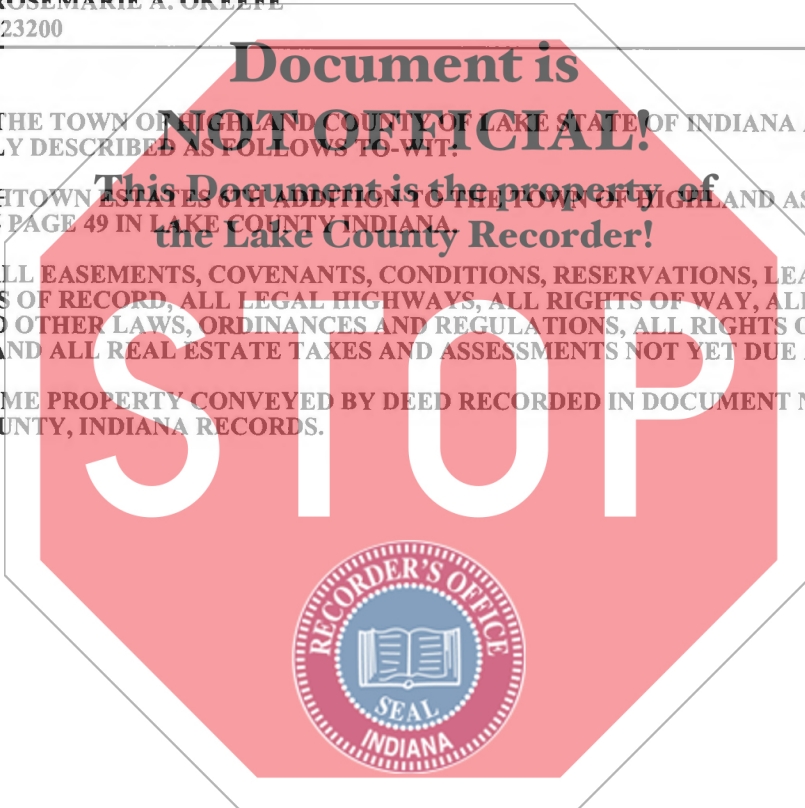 ROSEMARIE A. OKEEFE
23200
Document is
NOT OFFICIAL!
This Document is the property of
the Lake County Recorder!
THE TOWN OF HIGHLAND COUNTY OF LAKE STATE OF INDIANA
LY DESCRIBED AS FOLLOWS TO-WIT:
HTOWN ESTATES 6TH ADDITION TO THE TOWN OF HIGHLAND AS
PAGE 49 IN LAKE COUNTY INDIANA.
LL EASEMENTS, COVENANTS, CONDITIONS, RESERVATIONS, LEA
S OF RECORD, ALL LEGAL HIGHWAYS, ALL RIGHTS OF WAY, ALL
D OTHER LAWS, ORDINANCES AND REGULATIONS, ALL RIGHTS O
AND ALL REAL ESTATE TAXES AND ASSESSMENTS NOT YET DUE
ME PROPERTY CONVEYED BY DEED RECORDED IN DOCUMENT N
UNTY, INDIANA RECORDS.
STOP
RECORDER'S OFFICE
SEAL
INDIANA